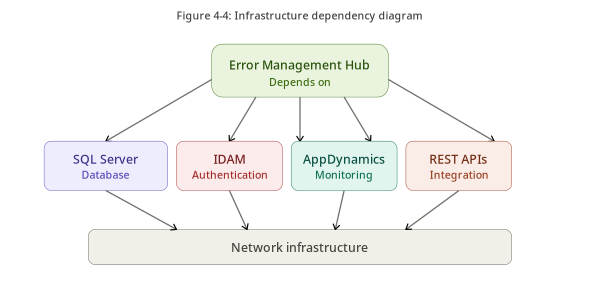 Figure 4-4: Infrastructure dependency diagram
Error Management Hub
Depends on
SQL Server
Database
IDAM
Authentication
AppDynamics
Monitoring
REST APIs
Integration
Network infrastructure